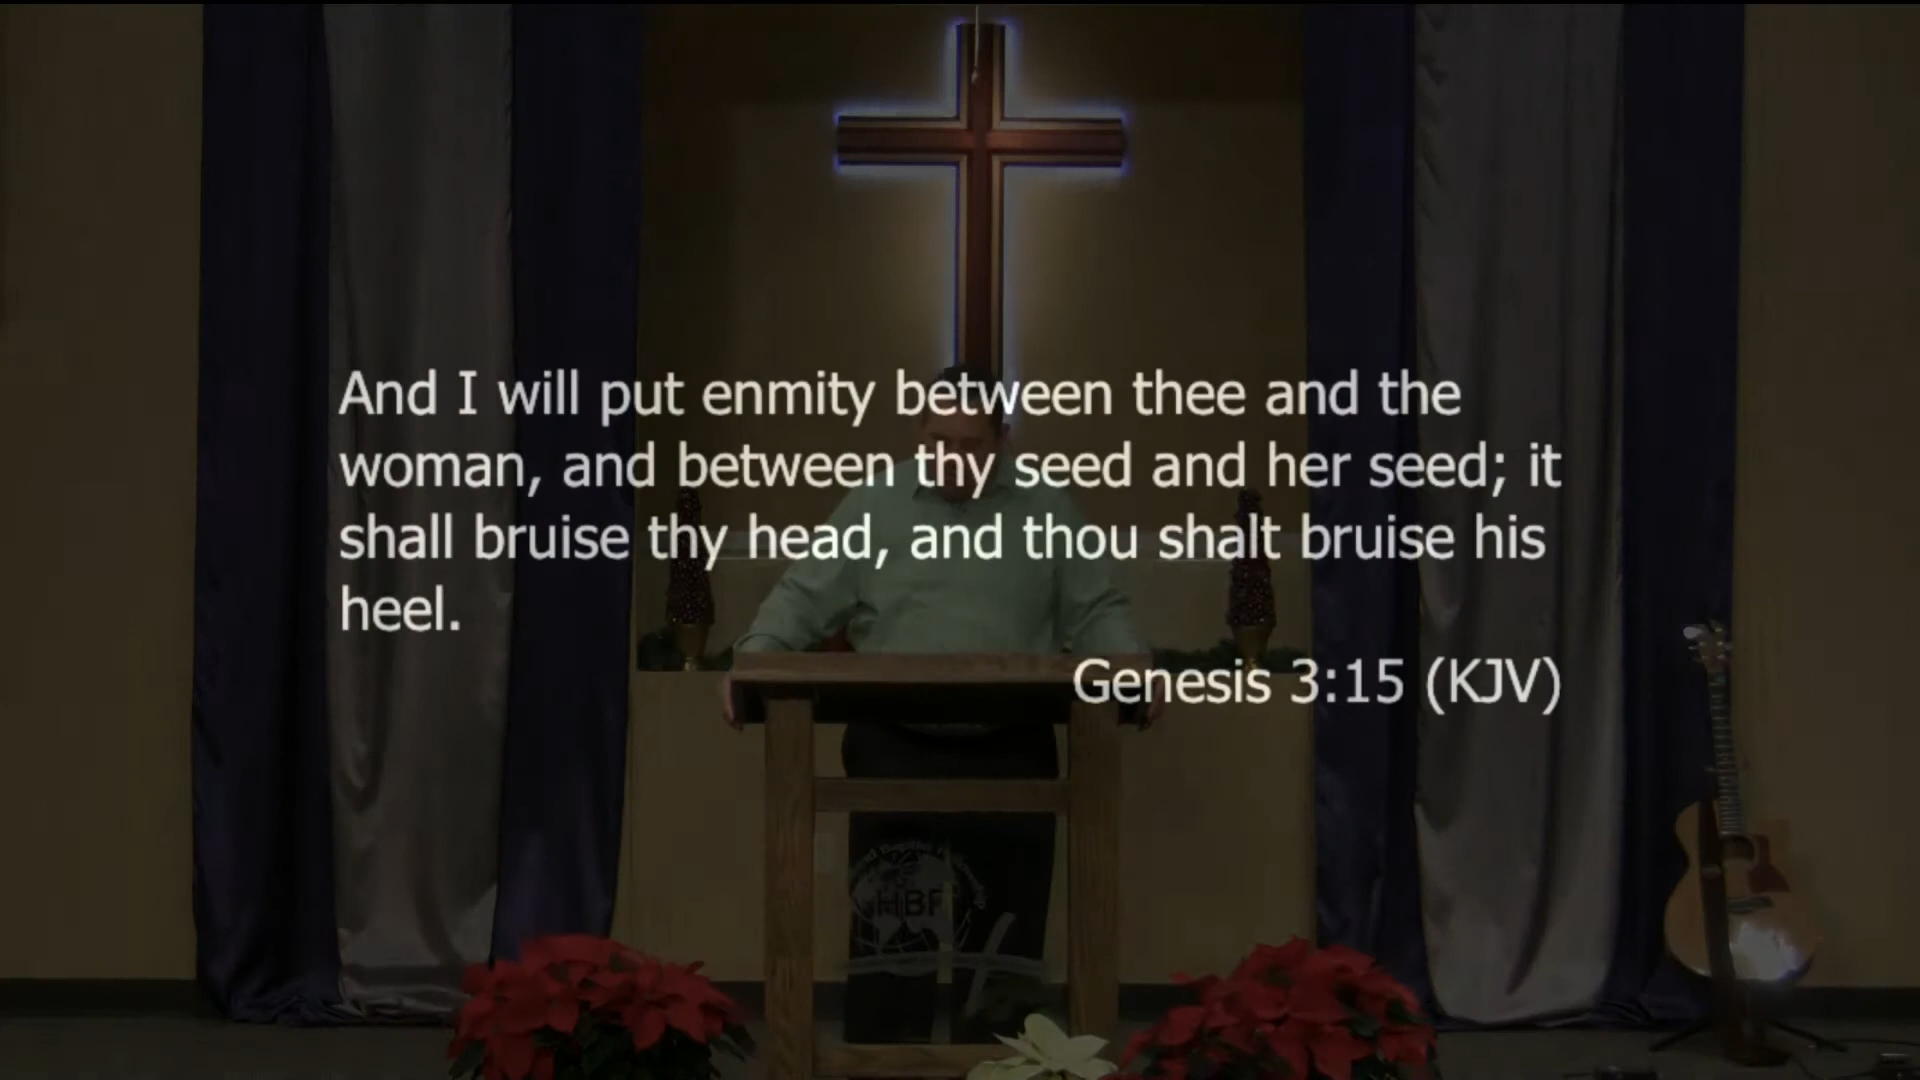 And I will put enmity between thee and the
woman, and between thy seed and her seed; it
shall bruise thy head, and thou shalt bruise his
heel.
Genesis 3:15 (KJV)
HBF